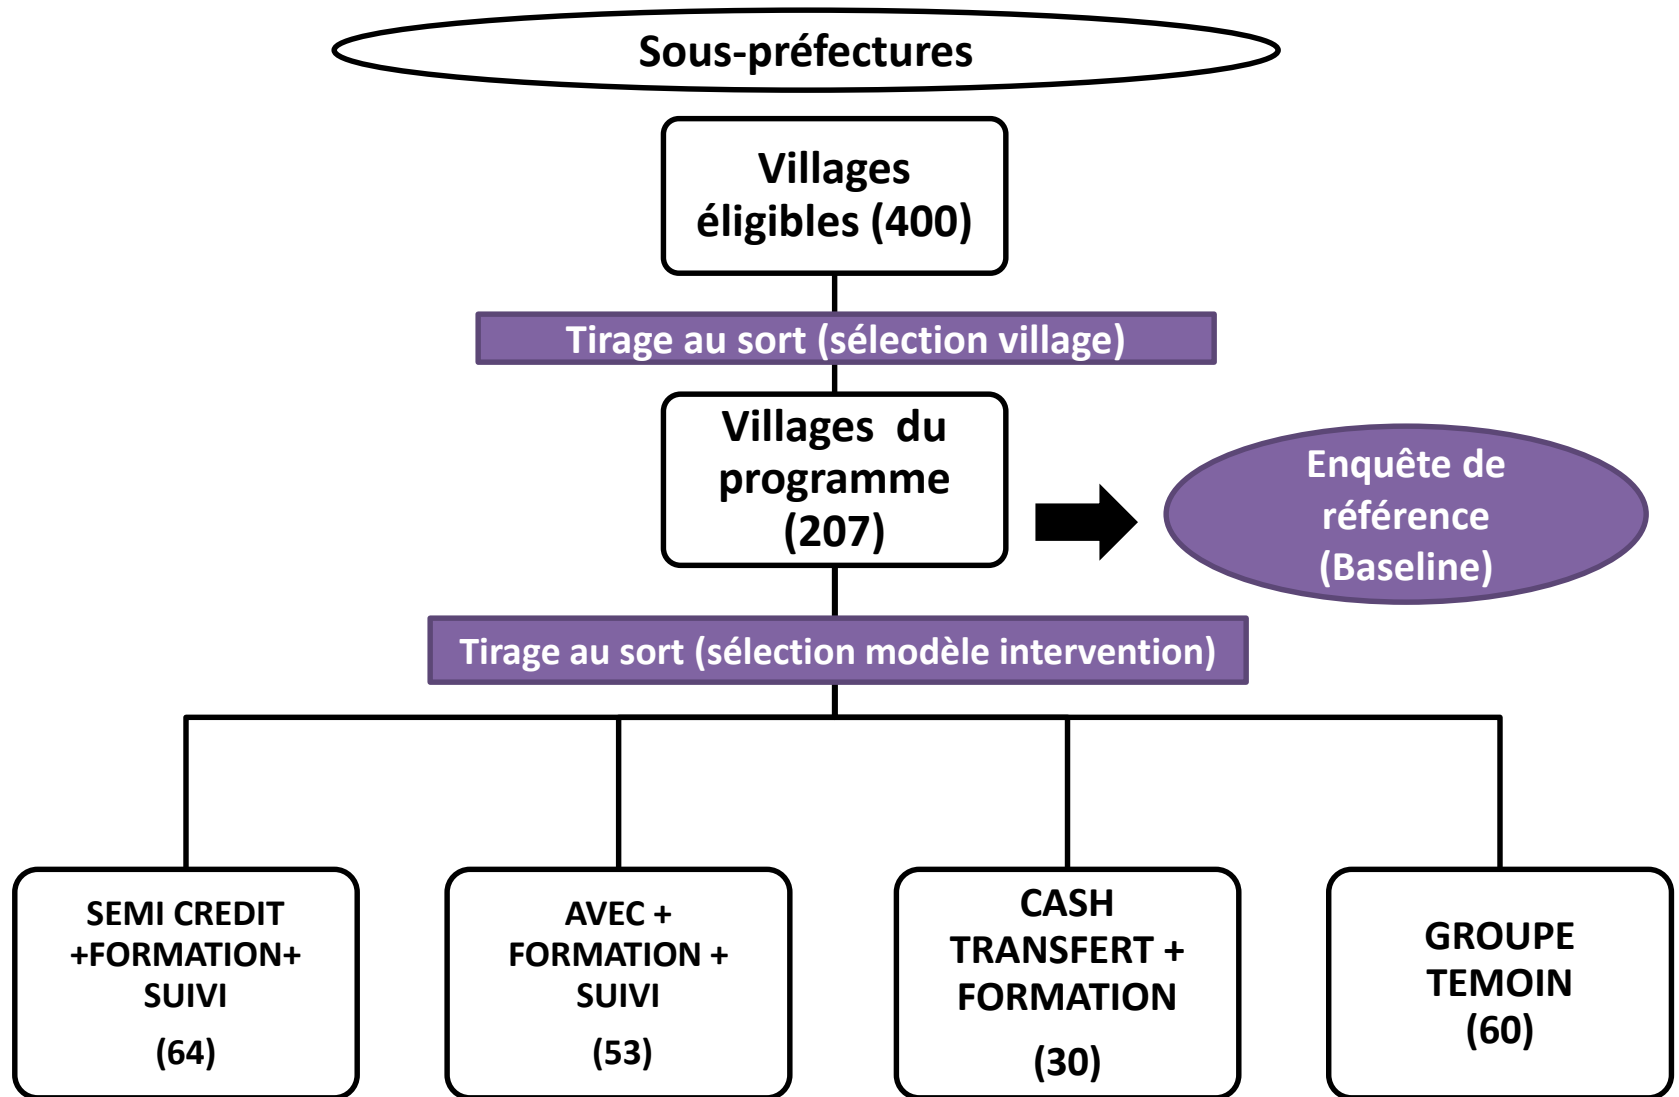 Sous-préfectures
Villages
éligibles (400)
Tirage au sort (sélection village)
Villages du
programme
(207)
Enquête de
référence
(Baseline)
Tirage au sort (sélection modèle intervention)
SEMI CREDIT
+FORMATION+
SUIVI
(64)
AVEC +
FORMATION +
SUIVI
(53)
CASH
TRANSFERT +
FORMATION
(30)
GROUPE
TEMOIN
(60)